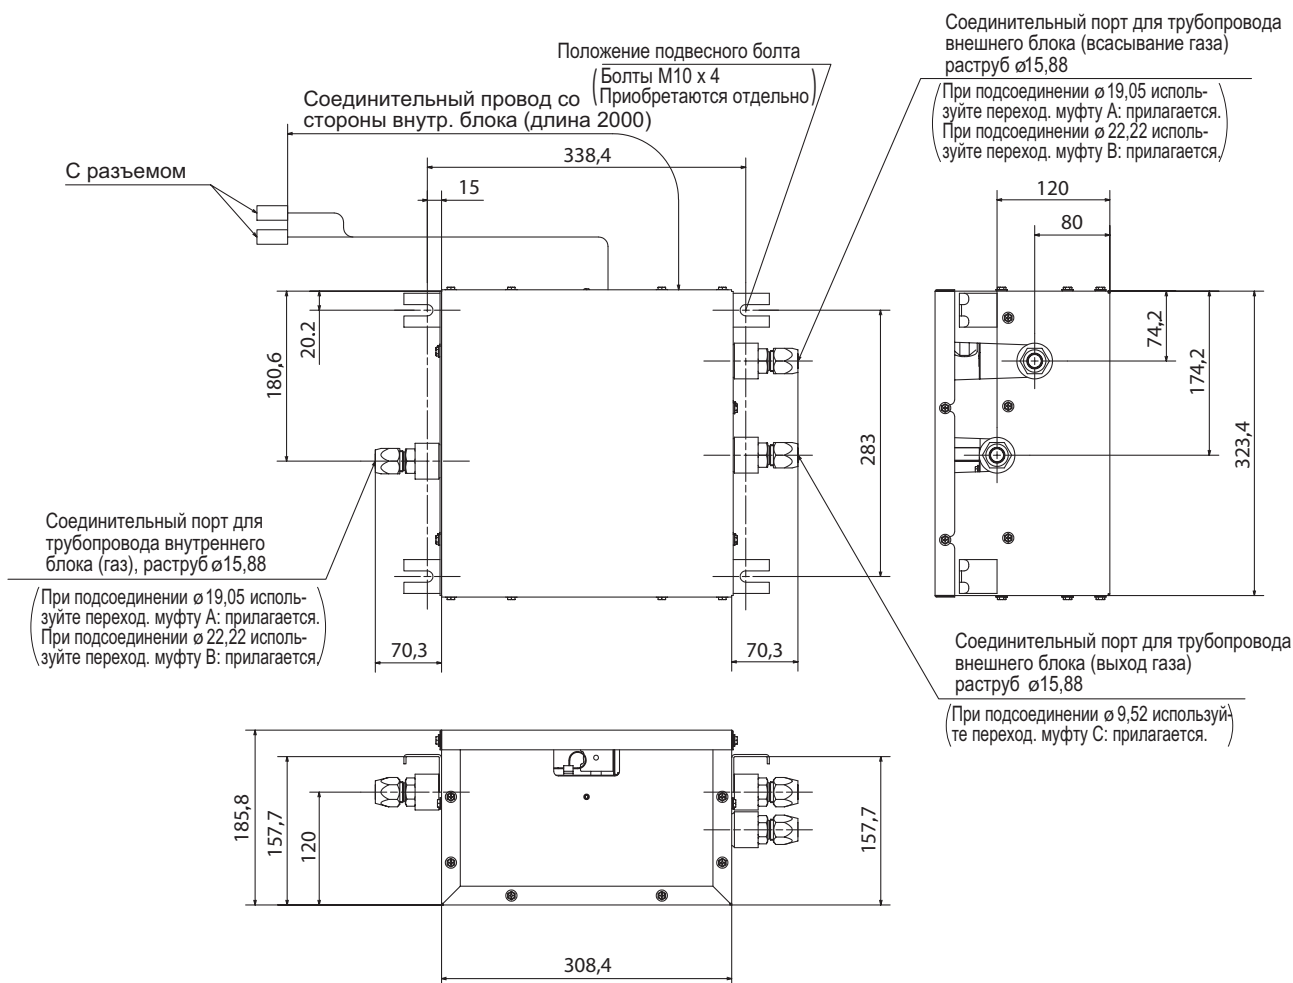 Соединительный порт для трубопровода
внешнего блока (всасывание газа)
раструб ø15,88
(При подсоединении ø 19,05 исполь-
зуйте переход. муфту A: прилагается.
При подсоединении ø 22,22 исполь-
зуйте переход. муфту B: прилагается.)
Положение подвесного болта
(Болты M10 x 4
Приобретаются отдельно)
Соединительный провод со
стороны внутр. блока (длина 2000)
С разъемом
338,4
15
120
80
20.2
180,6
283
74,2
174,2
323,4
Соединительный порт для
трубопровода внутреннего
блока (газ), раструб ø15,88
(При подсоединении ø 19,05 исполь-
зуйте переход. муфту A: прилагается.
При подсоединении ø 22,22 исполь-
зуйте переход. муфту B: прилагается.)
70,3
70,3
Соединительный порт для трубопровода
внешнего блока (выход газа)
раструб ø15,88
(При подсоединении ø 9,52 используй-
те переход. муфту C: прилагается.)
185,8
157,7
120
157,7
308,4